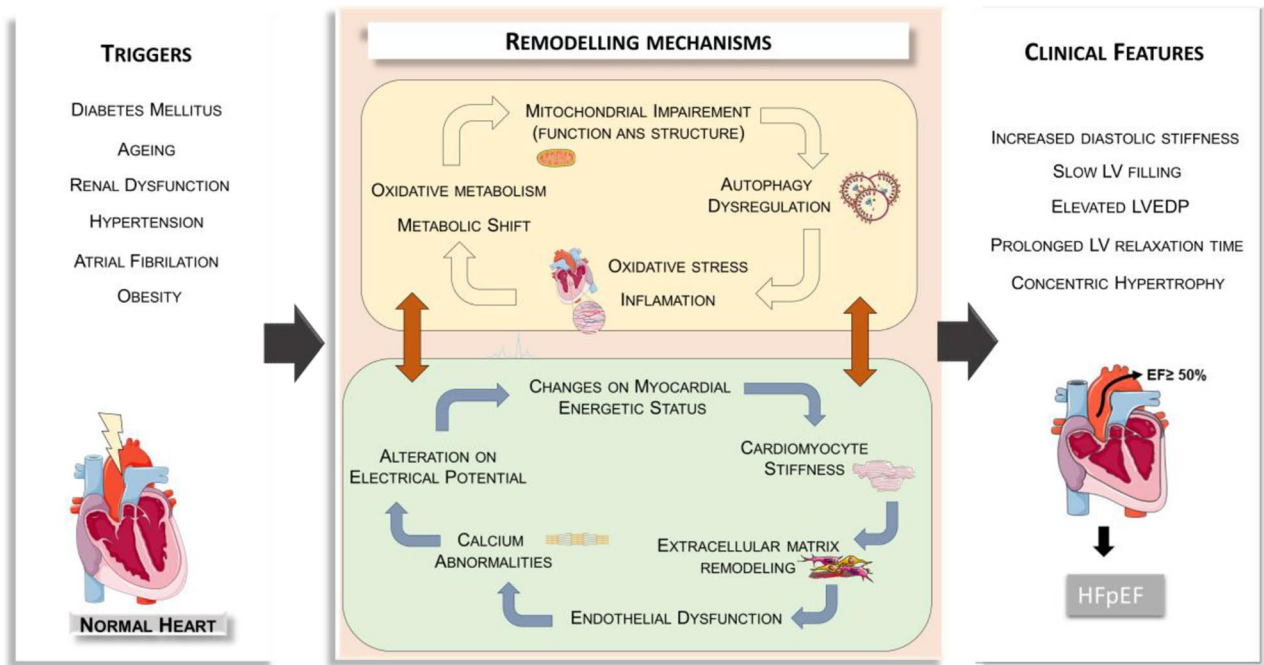 TRIGGERS
DIABETES MELLITUS
AGEING
RENAL DYSFUNCTION
HYPERTENSION
ATRIAL FIBRILATION
OBESITY
NORMAL HEART
REMODELLING MECHANISMS
MITOCHONDRIAL IMPAIREMENT
(FUNCTION ANS STRUCTURE)
AUTOPHAGY
DYSREGULATION
OXIDATIVE STRESS
INFLAMATION
OXIDATIVE METABOLISM
METABOLIC SHIFT
CHANGES ON MYOCARDIAL
ENERGETIC STATUS
CARDIOMYOCYTE
STIFFNESS
EXTRACELLULAR MATRIX
REMODELING
ENDOTHELIAL DYSFUNCTION
CALCIUM
ABNORMALITIES
ALTERATION ON
ELECTRICAL POTENTIAL
CLINICAL FEATURES
INCREASED DIASTOLIC STIFFNESS
SLOW LV FILLING
ELEVATED LVEDP
PROLONGED LV RELAXATION TIME
CONCENTRIC HYPERTROPHY
EF≥ 50%
HFpEF